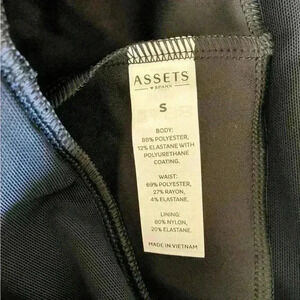 ASSETS
♥ SPANX
S
BODY:
88% POLYESTER,
12% ELASTANE WITH
POLYURETHANE
COATING.
WAIST:
69% POLYESTER,
27% RAYON,
4% ELASTANE.
LINING:
80% NYLON,
20% ELASTANE.
MADE IN VIETNAM